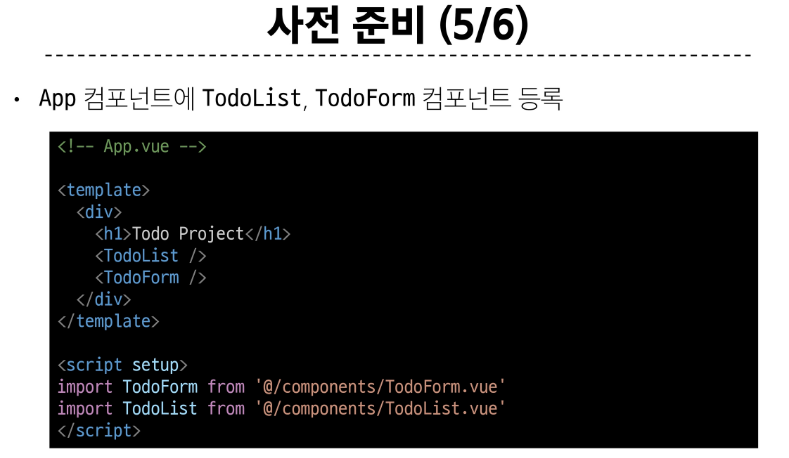 사전 준비 (5/6)
• App 컴포넌트에 TodoList, TodoForm 컴포넌트 등록
<!-- App.vue -->
<template>
  <div>
    <h1>Todo Project</h1>
    <TodoList />
    <TodoForm />
  </div>
</template>
<script setup>
import TodoForm from '@/components/TodoForm.vue'
import TodoList from '@/components/TodoList.vue'
</script>